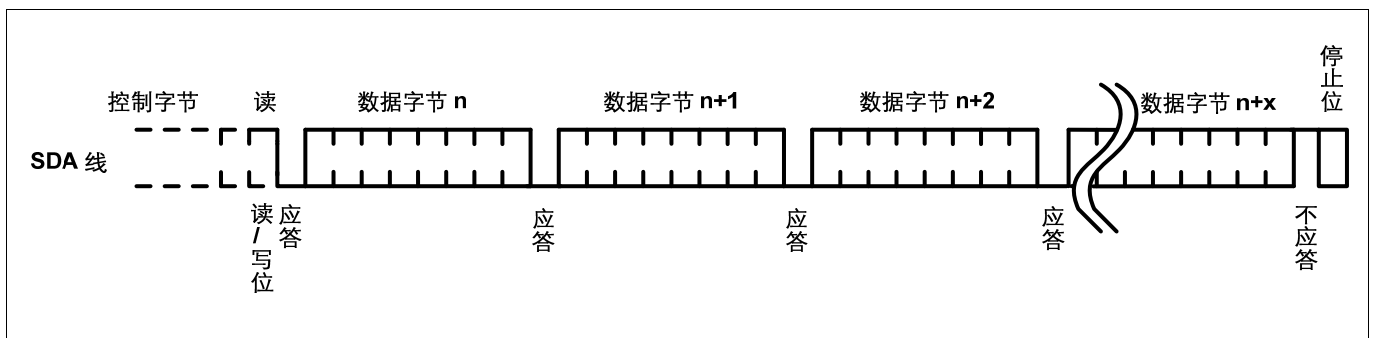 控制字节
读
数据字节 n
数据字节 n+1
数据字节 n+2
数据字节 n+x
停止位
SDA 线
读/写位
应答
应答
应答
应答
不应答